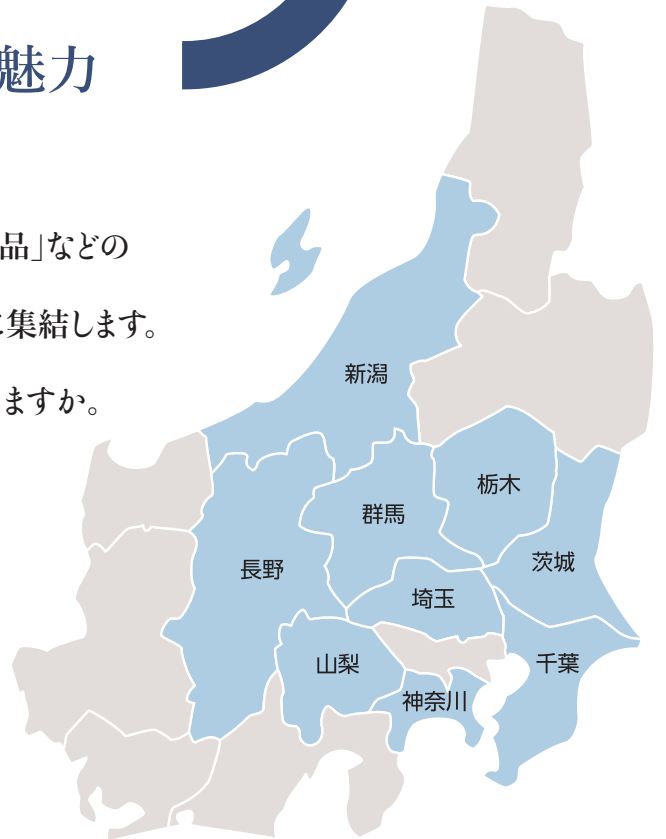 魅力
品」などの
集結します。
ますか。
新潟
栃木
群馬
茨城
長野
埼玉
山梨
千葉
神奈川